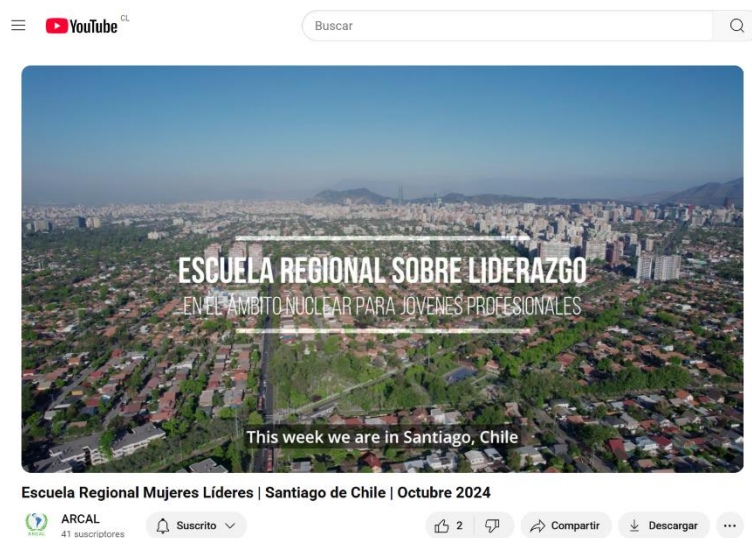 YouTube CL
Buscar
ESCUELA REGIONAL SOBRE LIDERAZGO
EN EL ÁMBITO NUCLEAR PARA JÓVENES PROFESIONALES
This week we are in Santiago, Chile
Escuela Regional Mujeres Líderes | Santiago de Chile | Octubre 2024
ARCAL
ARCAL
41 suscriptores
Suscrito
2
Compartir
Descargar